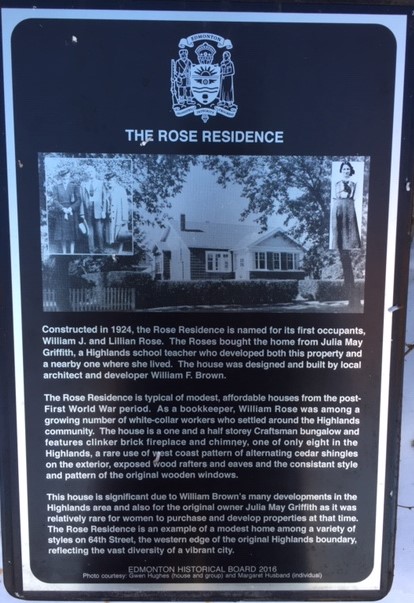 EDMONTON
THE ROSE RESIDENCE
Constructed in 1924, the Rose Residence is named for its first occupants,
William J. and Lillian Rose. The Roses bought the home from Julia May
Griffith, a Highlands school teacher who developed both this property and
a nearby one where she lived. The house was designed and built by local
architect and developer William F. Brown.
The Rose Residence is typical of modest, affordable houses from the post-
First World War period. As a bookkeeper, William Rose was among a
growing number of white-collar workers who settled around the Highlands
community. The house is a one and a half storey Craftsman bungalow and
features clinker brick fireplace and chimney, one of only eight in the
Highlands, a rare use of west coast pattern of alternating cedar shingles
on the exterior, exposed wood rafters and eaves and the consistant style
and pattern of the original wooden windows.
This house is significant due to William Brown's many developments in the
Highlands area and also for the original owner Julia May Griffith as it was
relatively rare for women to purchase and develop properties at that time.
The Rose Residence is an example of a modest home among a variety of
styles on 64th Street, the western edge of the original Highlands boundary,
reflecting the vast diversity of a vibrant city.
EDMONTON HISTORICAL BOARD 2016
Photo courtesy: Gwen Hughes (house and group) and Margaret Husband (individual)